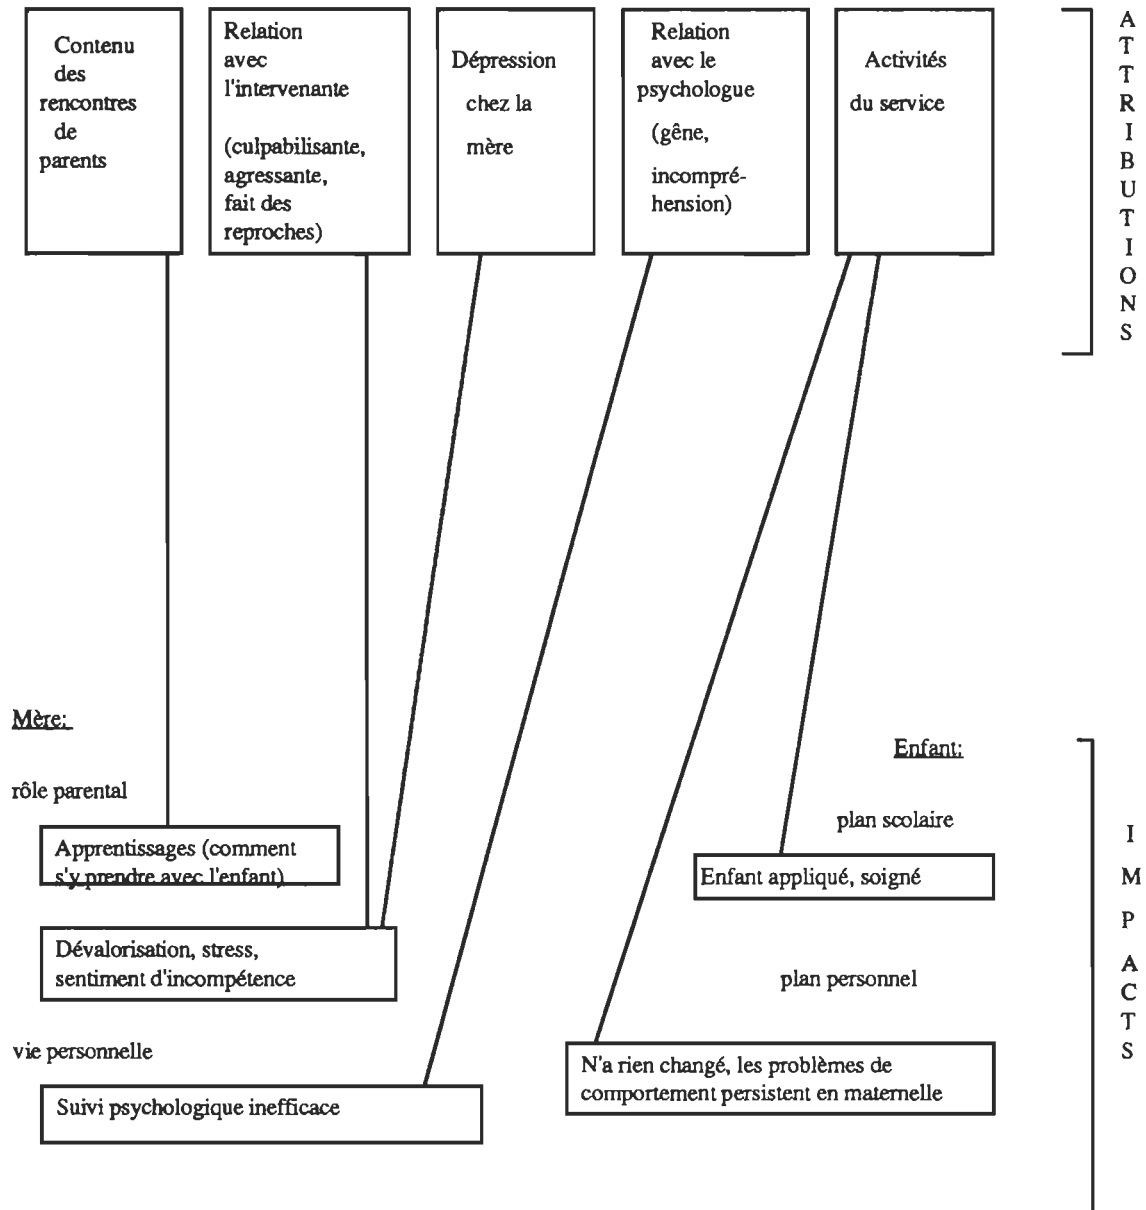 Contenu
des
rencontres
de
parents
Relation
avec
l'intervenante
(culpabilisante,
agressante,
fait des
reproches)
Dépression
chez la
mère
Relation
avec le
psychologue
(gêne,
incompré-
hension)
Activités
du service
A
T
T
R
I
B
U
T
I
O
N
S
Mère:
rôle parental
Apprentissages (comment
s'y prendre avec l'enfant)
Dévalorisation, stress,
sentiment d'incompétence
vie personnelle
Suivi psychologique inefficace
Enfant:
plan scolaire
Enfant appliqué, soigné
plan personnel
N'a rien changé, les problèmes de
comportement persistent en maternelle
I
M
P
A
C
T
S